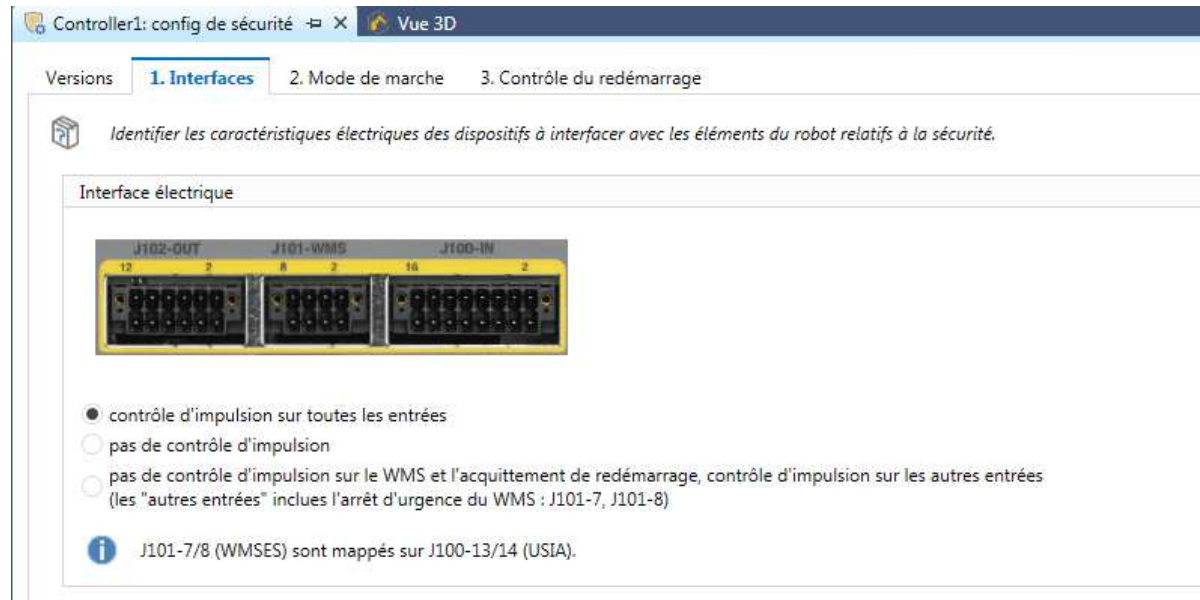 Controller1: config de sécurité
Vue 3D
Versions 1. Interfaces 2. Mode de marche 3. Contrôle du redémarrage
Identifier les caractéristiques électriques des dispositifs à interfacer avec les éléments du robot relatifs à la sécurité.
Interface électrique
J102-OUT J101-WMS J100-IN
12 2 8 2 16 2
contrôle d'impulsion sur toutes les entrées
pas de contrôle d'impulsion
pas de contrôle d'impulsion sur le WMS et l'acquittement de redémarrage, contrôle d'impulsion sur les autres entrées
(les "autres entrées" inclues l'arrêt d'urgence du WMS : J101-7, J101-8)
J101-7/8 (WMSES) sont mappés sur J100-13/14 (USIA).